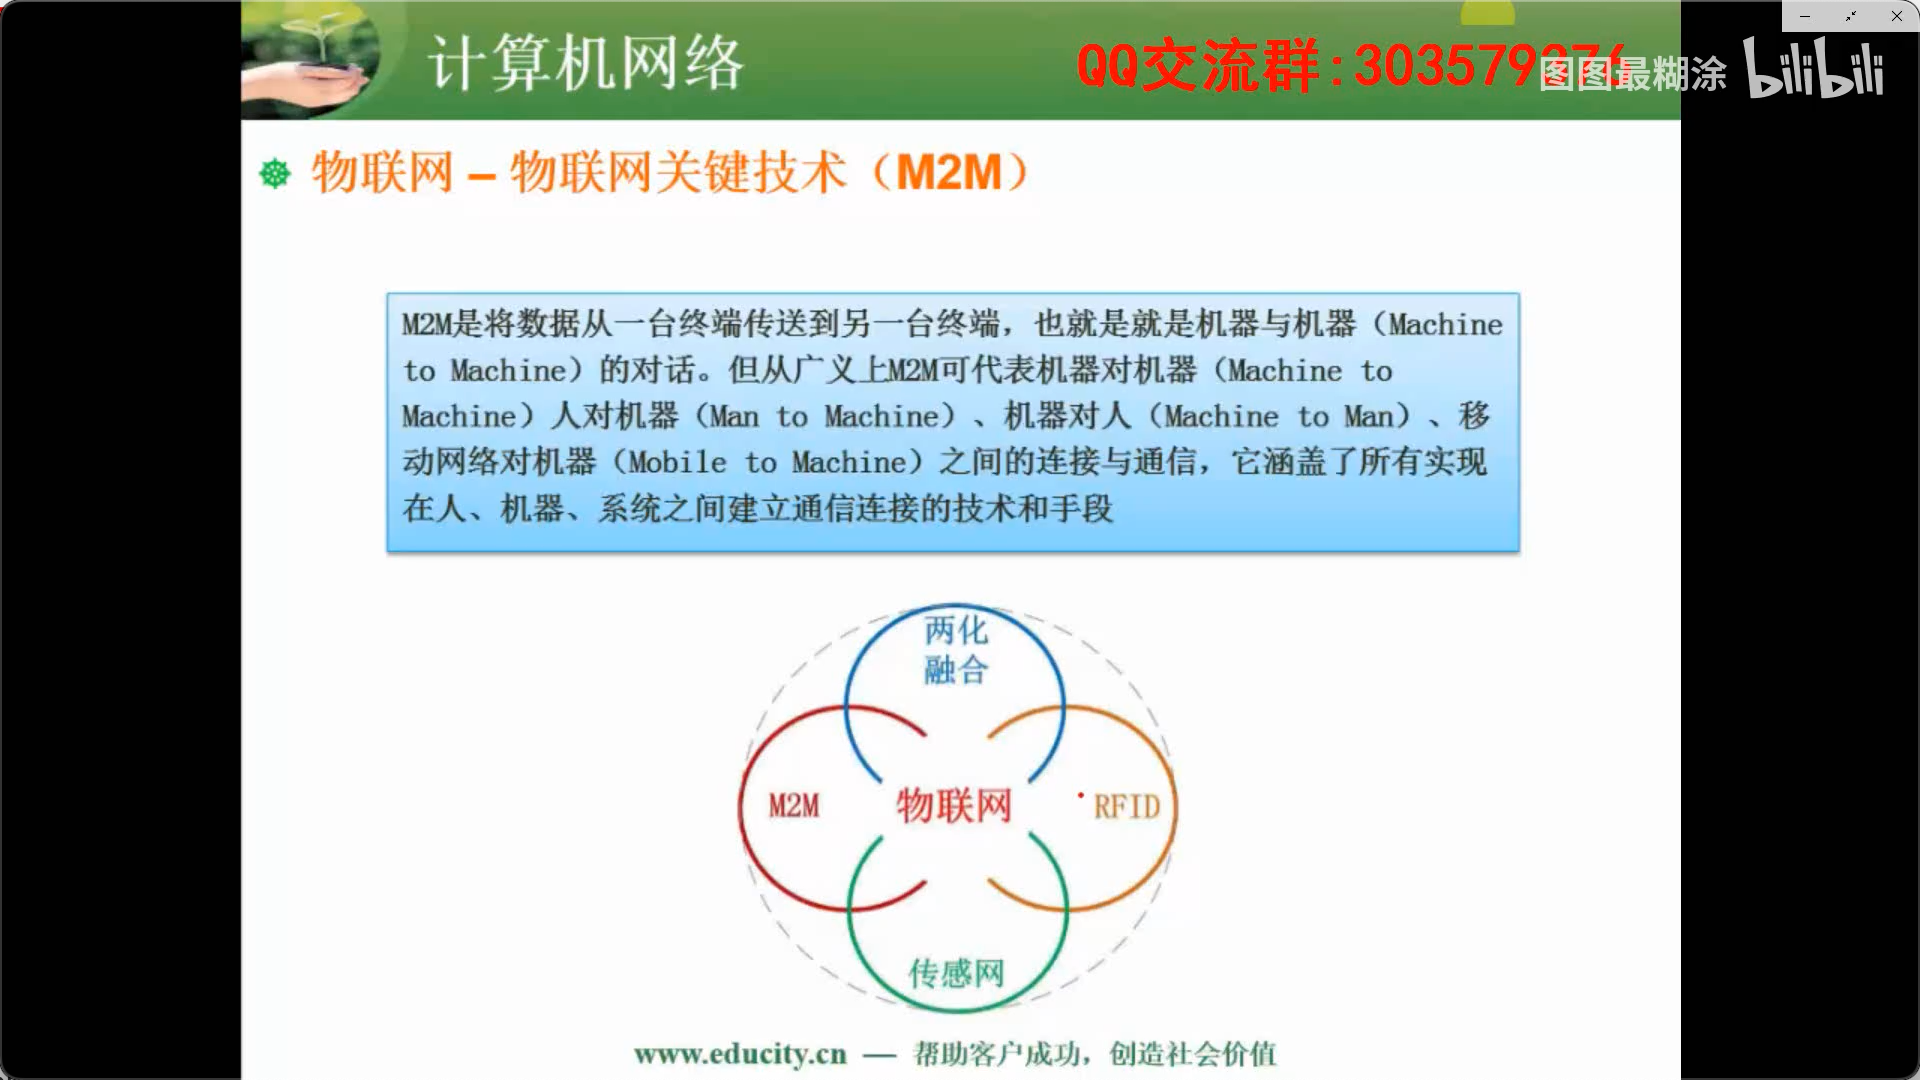 计算机网络
QQ交流群:303579276
图图最糊涂 bilibili
物联网 – 物联网关键技术（M2M）
M2M是将数据从一台终端传送到另一台终端，也就是就是机器与机器（Machine
to Machine）的对话。但从广义上M2M可代表机器对机器（Machine to
Machine）人对机器（Man to Machine）、机器对人（Machine to Man）、移
动网络对机器（Mobile to Machine）之间的连接与通信，它涵盖了所有实现
在人、机器、系统之间建立通信连接的技术和手段
两化
融合
M2M
物联网
RFID
传感网
www.educity.cn — 帮助客户成功，创造社会价值